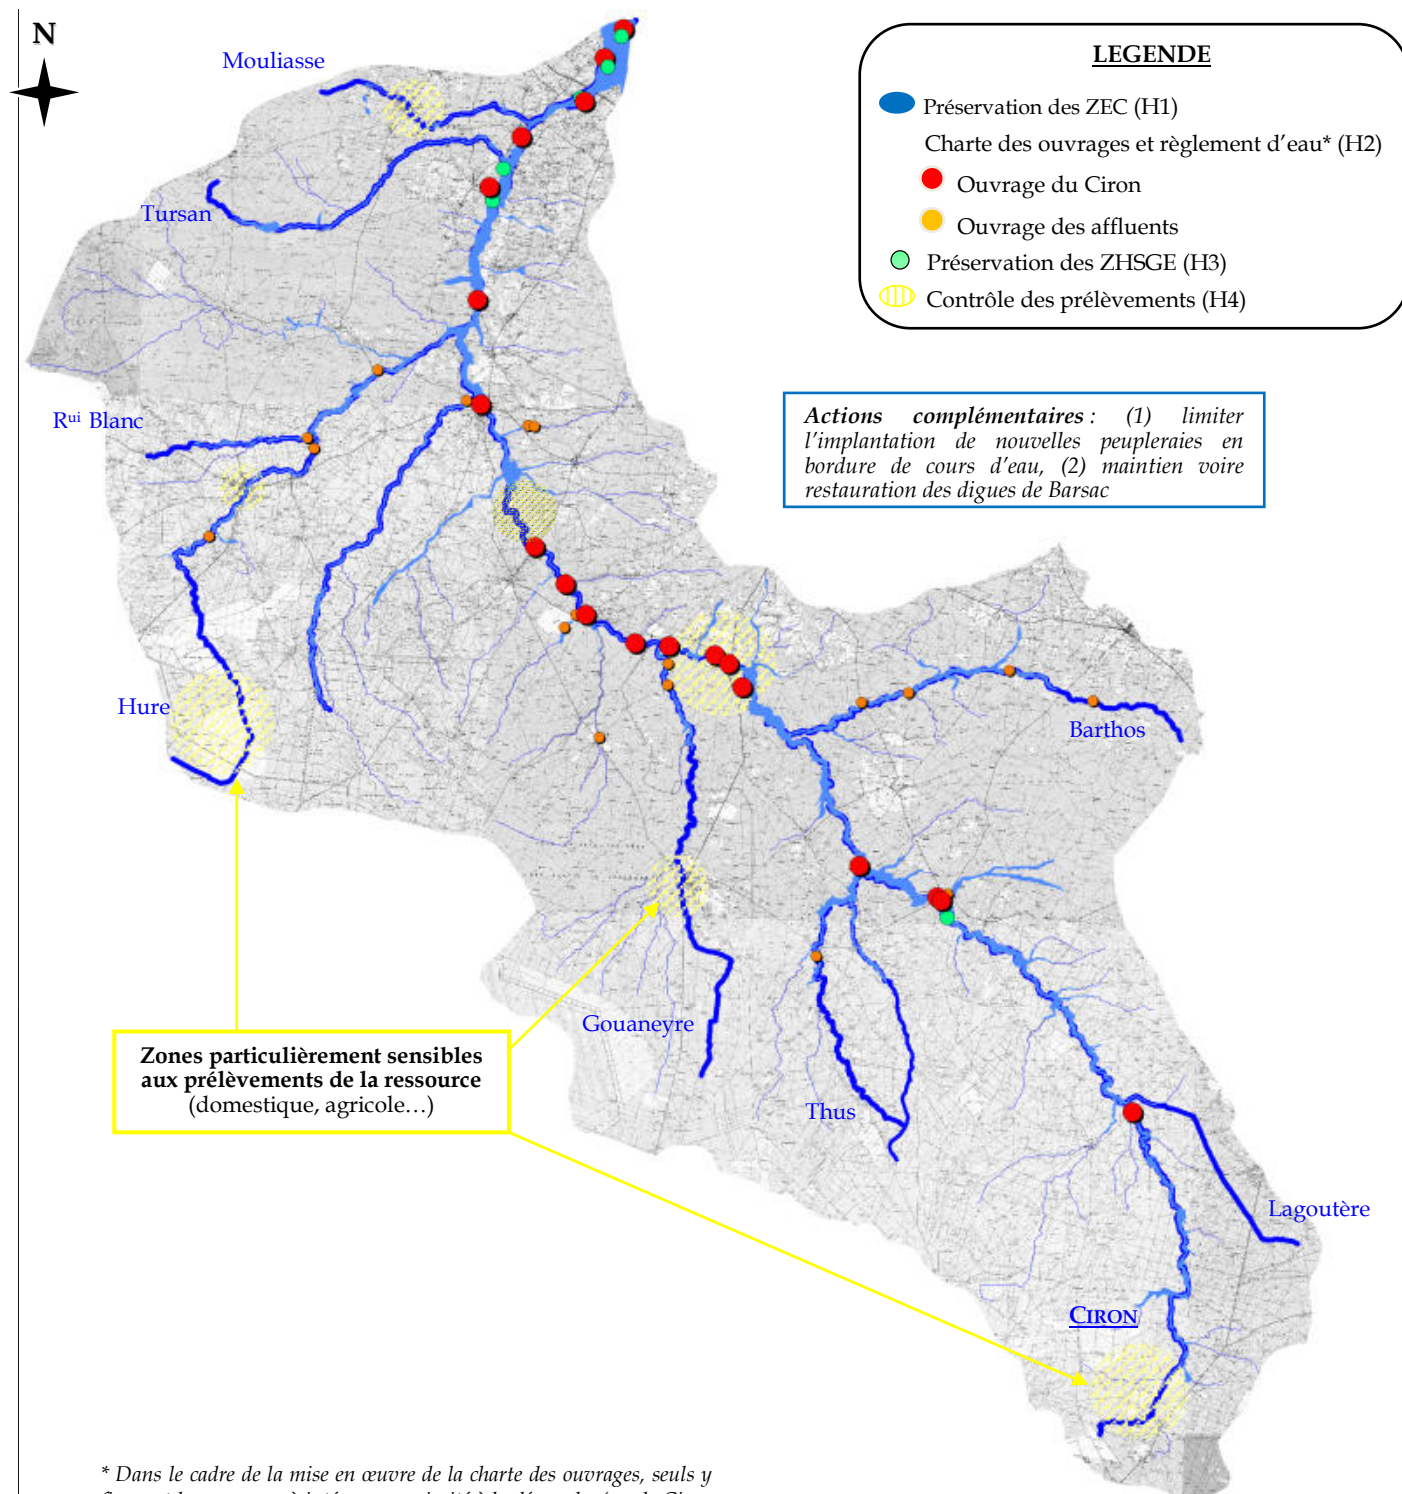 N
Mouliasse
LEGENDE
Préservation des ZEC (H1)
Charte des ouvrages et règlement d'eau* (H2)
Ouvrage du Ciron
Ouvrage des affluents
Préservation des ZHSGE (H3)
Contrôle des prélèvements (H4)
Tursan
Rui Blanc
Actions complémentaires : (1) limiter
l'implantation de nouvelles peupleraies en
bordure de cours d'eau, (2) maintien voire
restauration des digues de Barsac
Hure
Barthos
Gouaneyre
Zones particulièrement sensibles
aux prélèvements de la ressource
(domestique, agricole…)
Thus
Lagoutère
CIRON
* Dans le cadre de la mise en œuvre de la charte des ouvrages, seuls y